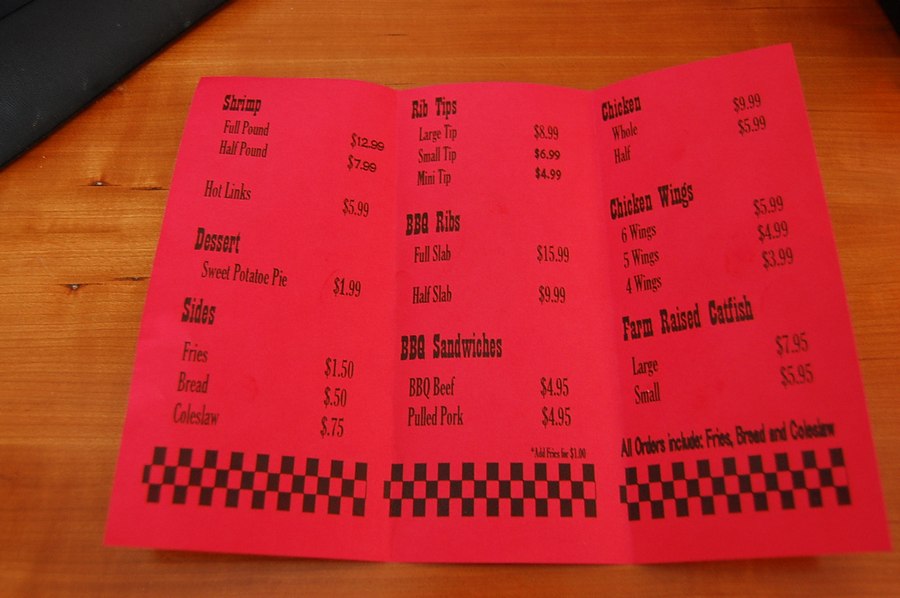 Shrimp
Full Pound $12.99
Half Pound $7.99
Hot Links $5.99
Dessert
Sweet Potatoe Pie $1.99
Sides
Fries $1.50
Bread $.50
Coleslaw $.75
Rib Tips
Large Tip $8.99
Small Tip $6.99
Mini Tip $4.99
BBQ Ribs
Full Slab $15.99
Half Slab $9.99
BBQ Sandwiches
BBQ Beef $4.95
Pulled Pork $4.95
*Add Fries for $1.00
Chicken
Whole $9.99
Half $5.99
Chicken Wings
6 Wings $5.99
5 Wings $4.99
4 Wings $3.99
Farm Raised Catfish
Large $7.95
Small $5.95
All Orders include: Fries, Bread and Coleslaw